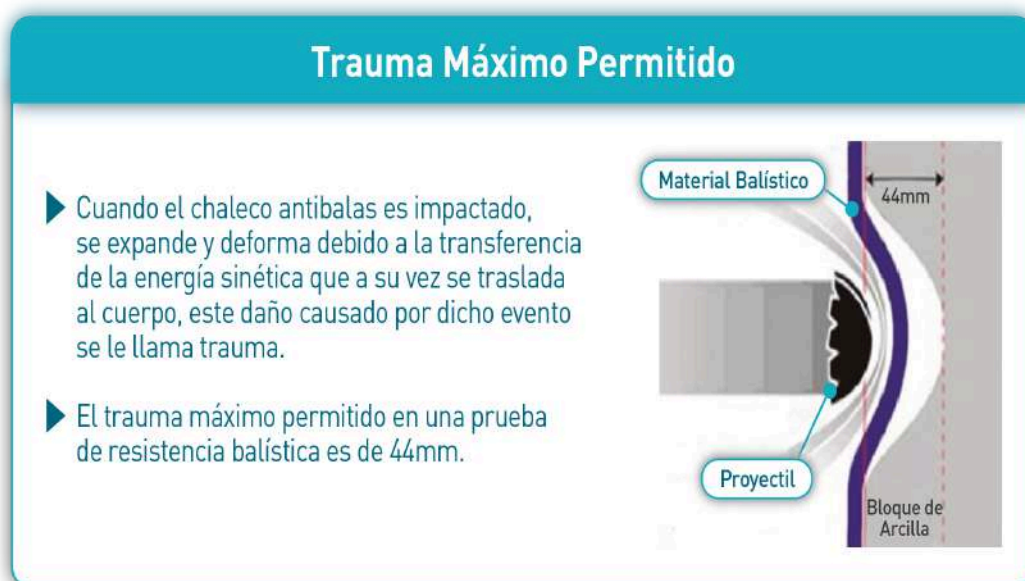 Trauma Máximo Permitido
Cuando el chaleco antibalas es impactado,
se expande y deforma debido a la transferencia
de la energía sinética que a su vez se traslada
al cuerpo, este daño causado por dicho evento
se le llama trauma.
El trauma máximo permitido en una prueba
de resistencia balística es de 44mm.
Material Balístico
44mm
Proyectil
Bloque de
Arcilla